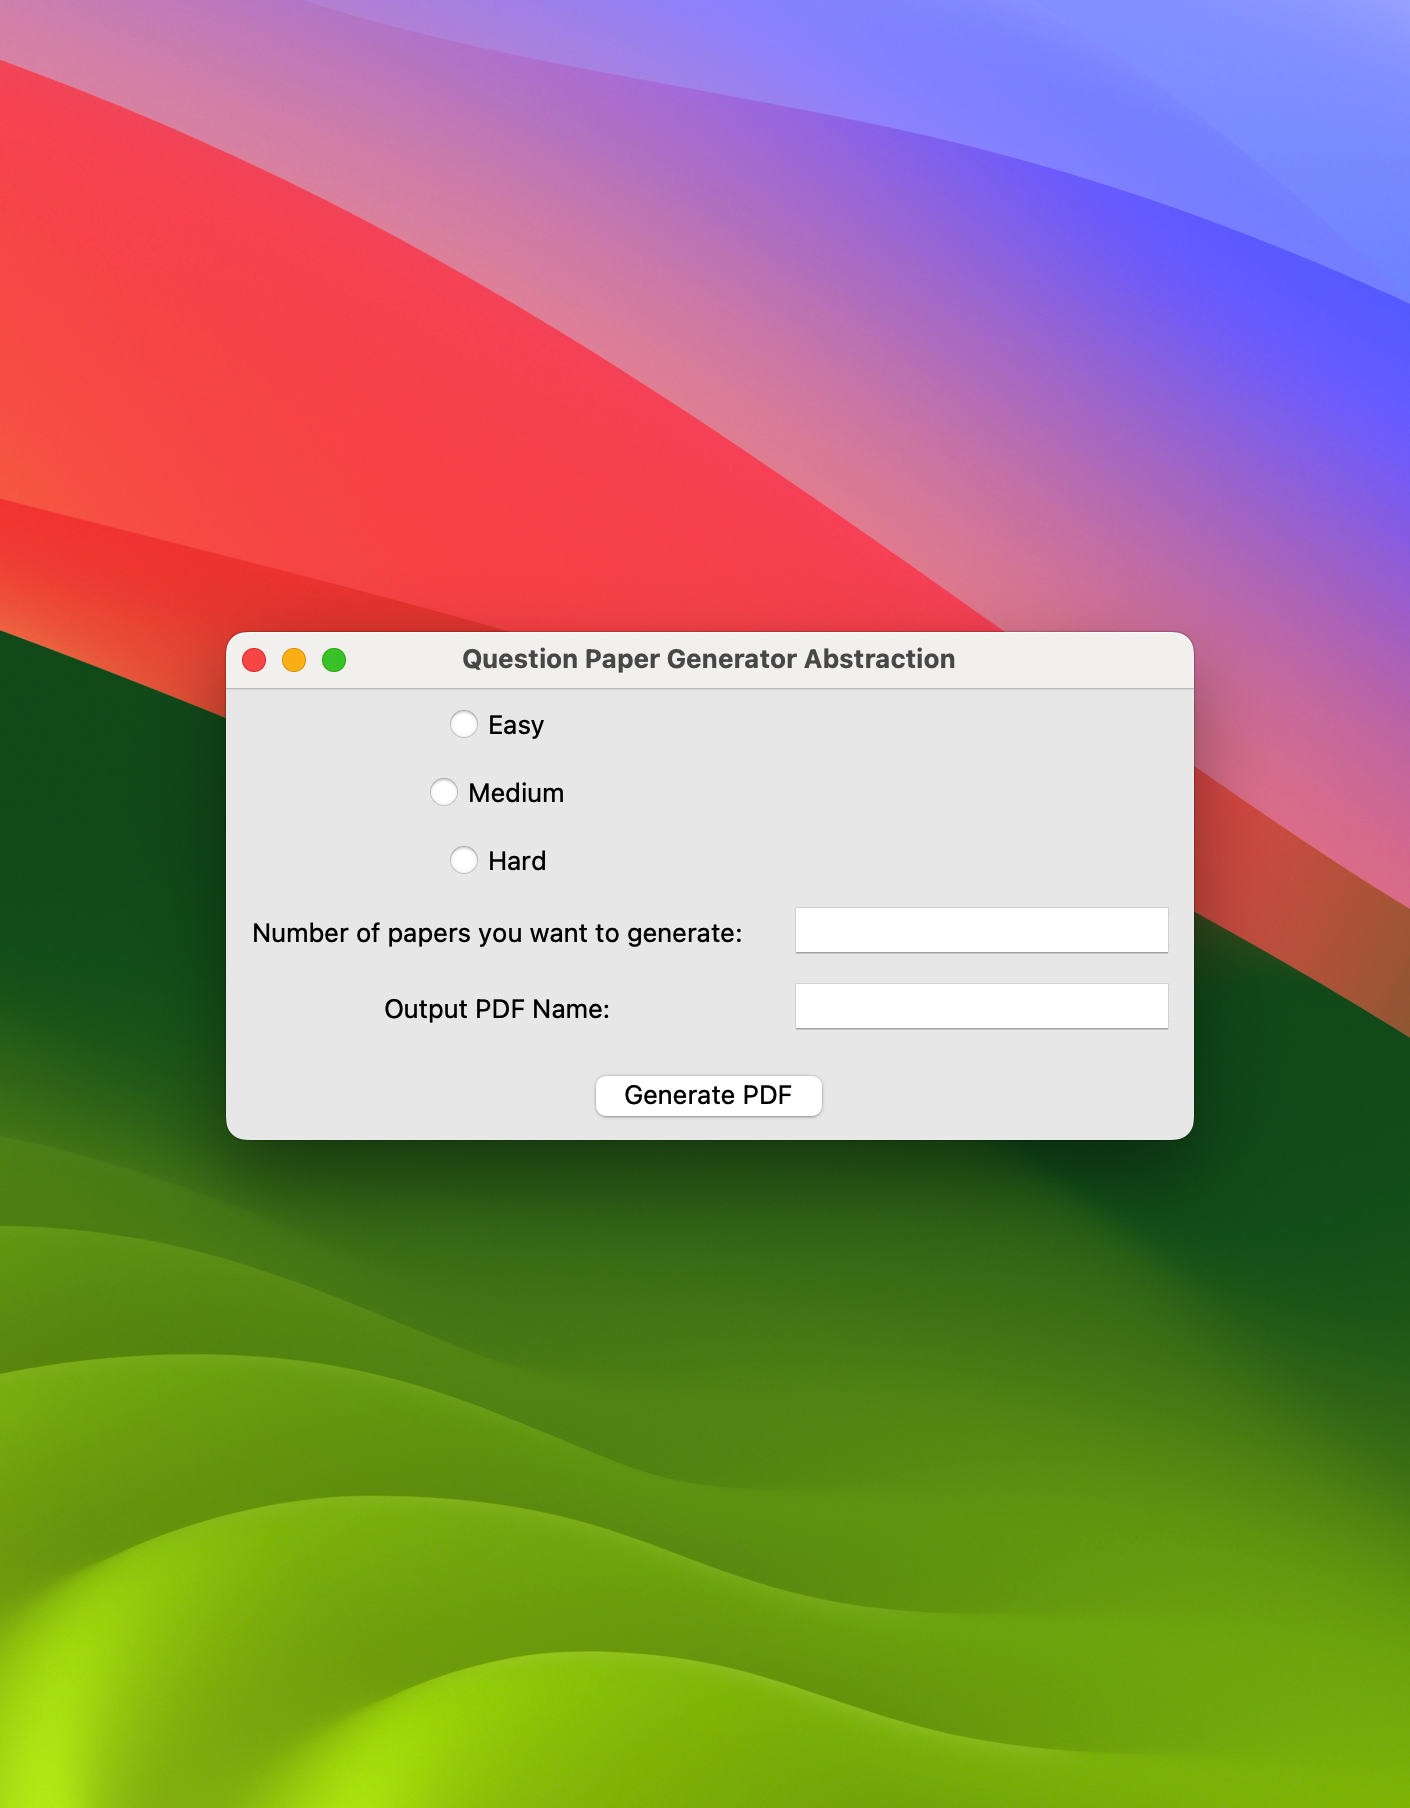 Question Paper Generator Abstraction
Easy
Medium
Hard
Number of papers you want to generate:
Output PDF Name:
Generate PDF